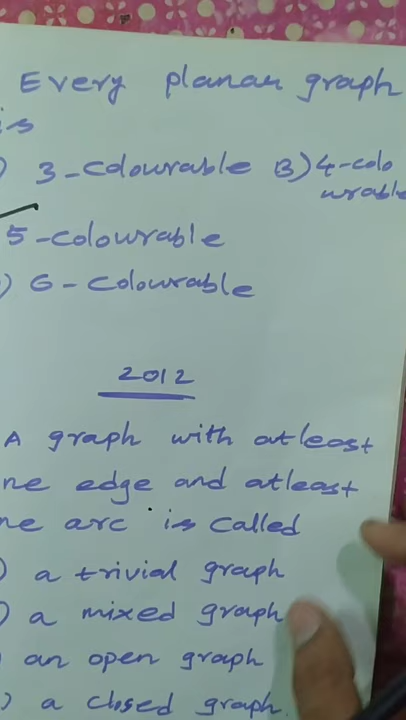 Every planar graph
is
) 3-Colourable B) 4-colo
urable
5-colourable
) 6-Colourable
2012
A graph with atleast
ne edge and atleast
ne arc is called
) a trivial graph
) a mixed graph
an open graph
) a closed graph.